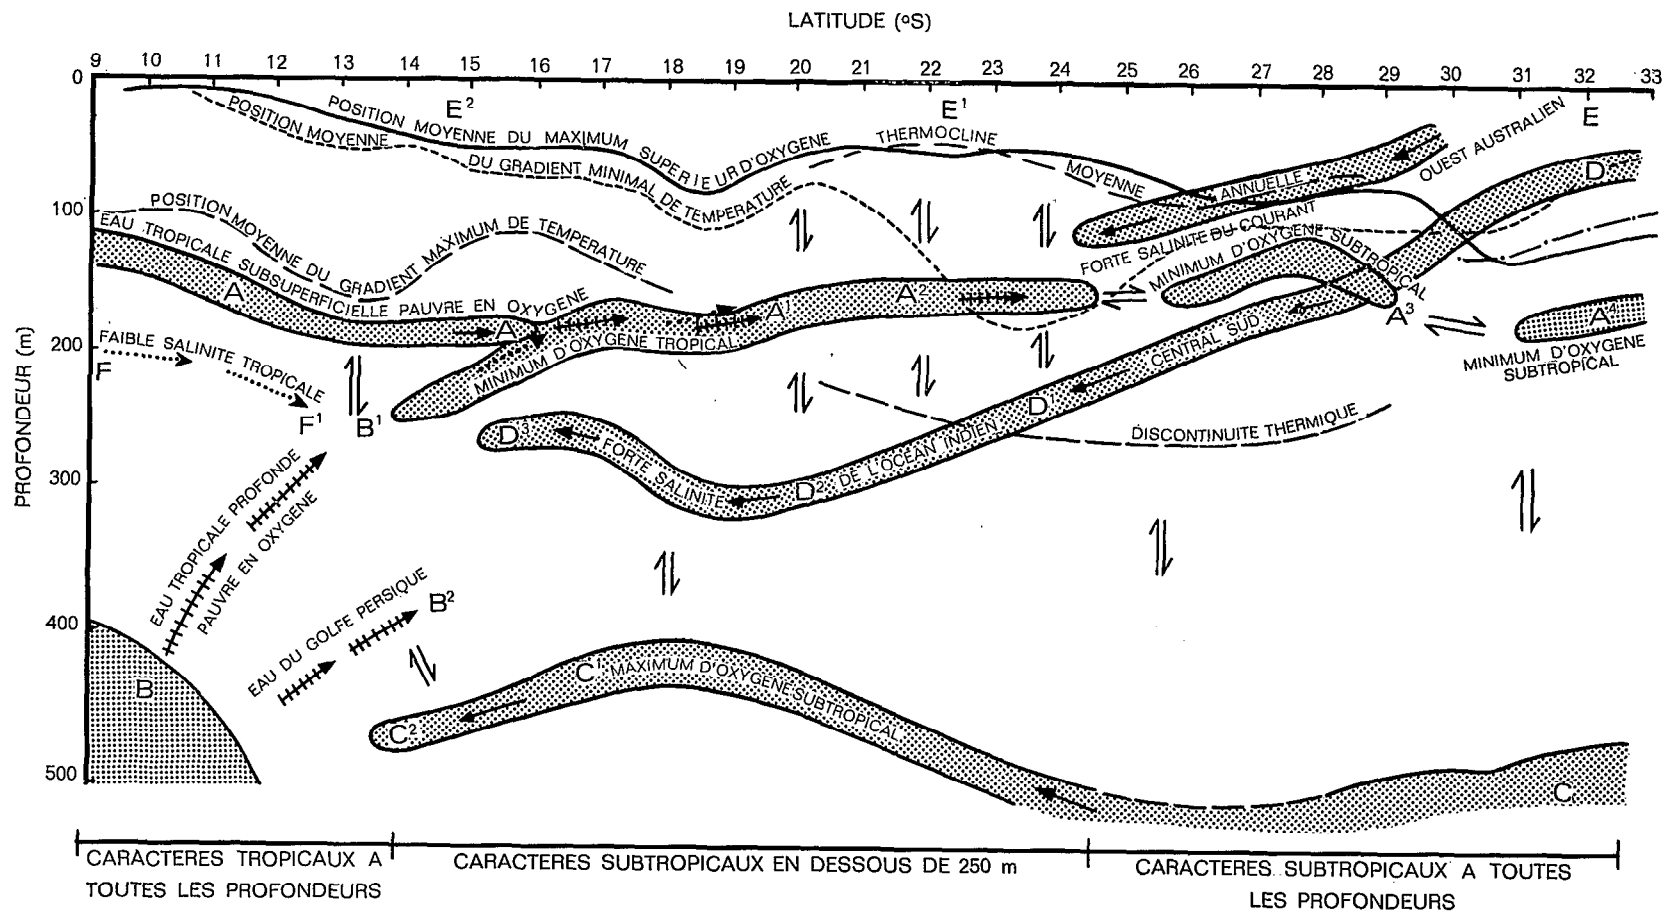 LATITUDE (°S)
9 10 11 12 13 14 15 16 17 18 19 20 21 22 23 24 25 26 27 28 29 30 31 32 33
PROFONDEUR (m)
0
100
200
300
400
500
E²
E¹
E
POSITION MOYENNE DU MAXIMUM SUPERIEUR D'OXYGENE
THERMOCLINE
MOYENNE
ANNUELLE
POSITION MOYENNE DU GRADIENT MINIMAL DE TEMPERATURE
OUEST AUSTRALIEN
FORTE SALINITE DU COURANT
D
POSITION MOYENNE DU GRADIENT MAXIMUM DE TEMPERATURE
EAU TROPICALE SUBSUPERFICIELLE PAUVRE EN OXYGENE
A
A
A¹
A²
MINIMUM D'OXYGENE SUBTROPICAL
A³
A⁴
MINIMUM D'OXYGENE
SUBTROPICAL
MINIMUM D'OXYGENE TROPICAL
FAIBLE SALINITE TROPICALE
F
F¹
B¹
D³
FORTE SALINITE
D²
DE L'OCEAN INDIEN
D¹
CENTRAL SUD
DISCONTINUITE THERMIQUE
EAU TROPICALE PROFONDE
PAUVRE EN OXYGENE
EAU DU GOLFE PERSIQUE
B²
B
C²
C¹
MAXIMUM D'OXYGENE SUBTROPICAL
C
CARACTERES TROPICAUX A
TOUTES LES PROFONDEURS
CARACTERES SUBTROPICAUX EN DESSOUS DE 250 m
CARACTERES SUBTROPICAUX A TOUTES
LES PROFONDEURS